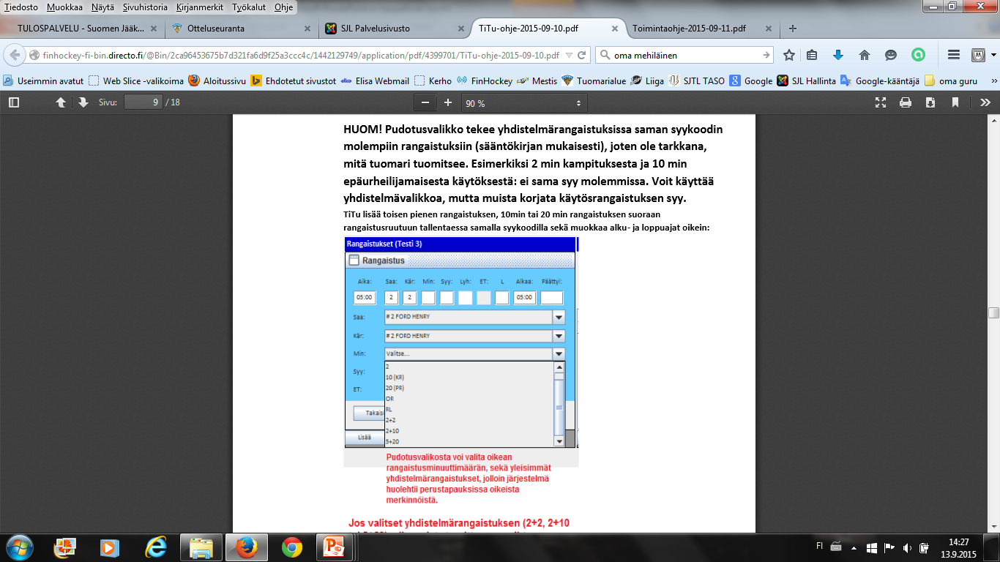 Tiedosto Muokkaa Näytä Sivuhistoria Kirjanmerkit Työkalut Ohje
TULOSPALVELU - Suomen Jääk... Otteluseuranta SJL Palvelusivusto TiTu-ohje-2015-09-10.pdf Toimintaohje-2015-09-11.pdf
finhockey-fi-bin.directo.fi/@Bin/2ca96453675b7d321fa6d9f25a3ccc4c/1442129749/application/pdf/4399701/TiTu-ohje-2015-09-10.pdf oma mehiläinen
Useimmin avatut Web Slice -valikoima Aloitussivu Ehdotetut sivustot Elisa Webmail Kerho FinHockey Mestis Tuomarialue Liiga SJTL TASO Google SJL Hallinta Google-kääntäjä oma guru
Sivu: 9 / 18 90 %
HUOM! Pudotusvalikko tekee yhdistelmärangaistuksissa saman syykoodin
molempiin rangaistuksiin (sääntökirjan mukaisesti), joten ole tarkkana,
mitä tuomari tuomitsee. Esimerkiksi 2 min kampituksesta ja 10 min
epäurheilijamaisesta käytöksestä: ei sama syy molemmissa. Voit käyttää
yhdistelmävalikkoa, mutta muista korjata käytösrangaistuksen syy.
TiTu lisää toisen pienen rangaistuksen, 10min tai 20 min rangaistuksen suoraan
rangaistusruutuun tallentaessa samalla syykoodilla sekä muokkaa alku- ja loppuajat oikein:
Rangaistukset (Testi 3)
Rangaistus
Aika: Saa: Kär: Min: Syy: Lyh: ET: L Alkaa: Päättyi:
05:00 2 2 05:00
Saa: # 2 FORD HENRY
Kär: # 2 FORD HENRY
Min: Valitse...
2
10 (KR)
Syy:
20 (PR)
ET:
OR
RL
Takais
2+2
2+10
Lisää
5+20
Pudotusvalikosta voi valita oikean
rangaistusminuuttimäärän, sekä yleisimmät
yhdistelmärangaistukset, jolloin järjestelmä
huolehtii perustapauksissa oikeista
merkinnöistä.
Jos valitset yhdistelmärangaistuksen (2+2, 2+10
FI 14:27
13.9.2015